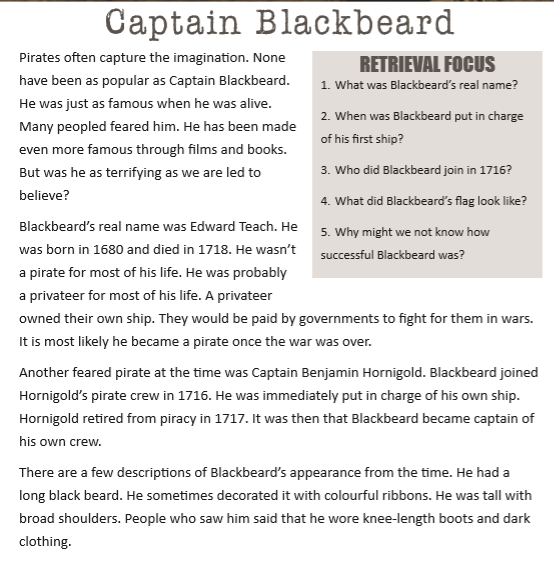 Captain Blackbeard
Pirates often capture the imagination. None
have been as popular as Captain Blackbeard.
He was just as famous when he was alive.
Many peopled feared him. He has been made
even more famous through films and books.
But was he as terrifying as we are led to
believe?
Blackbeard's real name was Edward Teach. He
was born in 1680 and died in 1718. He wasn't
a pirate for most of his life. He was probably
a privateer for most of his life. A privateer
owned their own ship. They would be paid by governments to fight for them in wars.
It is most likely he became a pirate once the war was over.
Another feared pirate at the time was Captain Benjamin Hornigold. Blackbeard joined
Hornigold's pirate crew in 1716. He was immediately put in charge of his own ship.
Hornigold retired from piracy in 1717. It was then that Blackbeard became captain of
his own crew.
There are a few descriptions of Blackbeard's appearance from the time. He had a
long black beard. He sometimes decorated it with colourful ribbons. He was tall with
broad shoulders. People who saw him said that he wore knee-length boots and dark
clothing.
RETRIEVAL FOCUS
1. What was Blackbeard's real name?
2. When was Blackbeard put in charge
of his first ship?
3. Who did Blackbeard join in 1716?
4. What did Blackbeard's flag look like?
5. Why might we not know how
successful Blackbeard was?